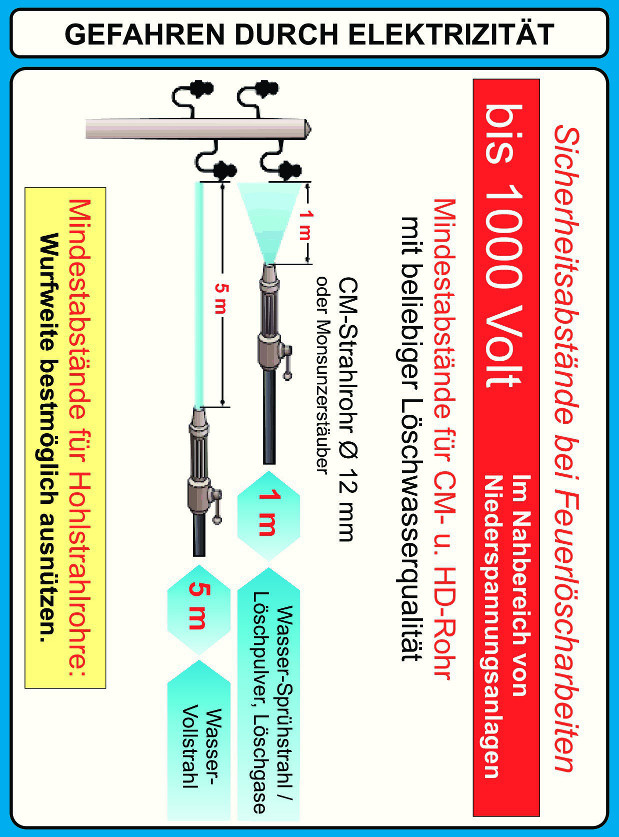 GEFAHREN DURCH ELEKTRIZITÄT
Sicherheitsabstände bei Feuerlöscharbeiten
bis 1000 Volt
Im Nahbereich von
Niederspannungsanlagen
Mindestabstände für CM- u. HD-Rohr
mit beliebiger Löschwasserqualität
CM-Strahlrohr Ø 12 mm
oder Monsunzerstäuber
1 m
1 m
Wasser-Sprühstrahl /
Löschpulver, Löschgase
5 m
5 m
Wasser-
Vollstrahl
Mindestabstände für Hohlstrahlrohre:
Wurfweite bestmöglich ausnützen.